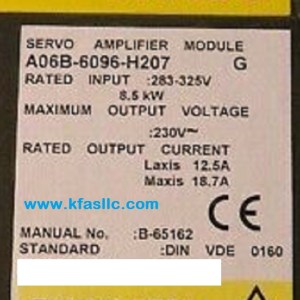 SERVO AMPLIFIER MODULE
A06B-6096-H207 G
RATED INPUT :283-325V
8,5 kW
MAXIMUM OUTPUT VOLTAGE
:230V~
RATED OUTPUT CURRENT
Laxis 12.5A
Maxis 18.7A
www.kfasllc.com
CE
MANUAL No. :B-65162
STANDARD :DIN VDE 0160